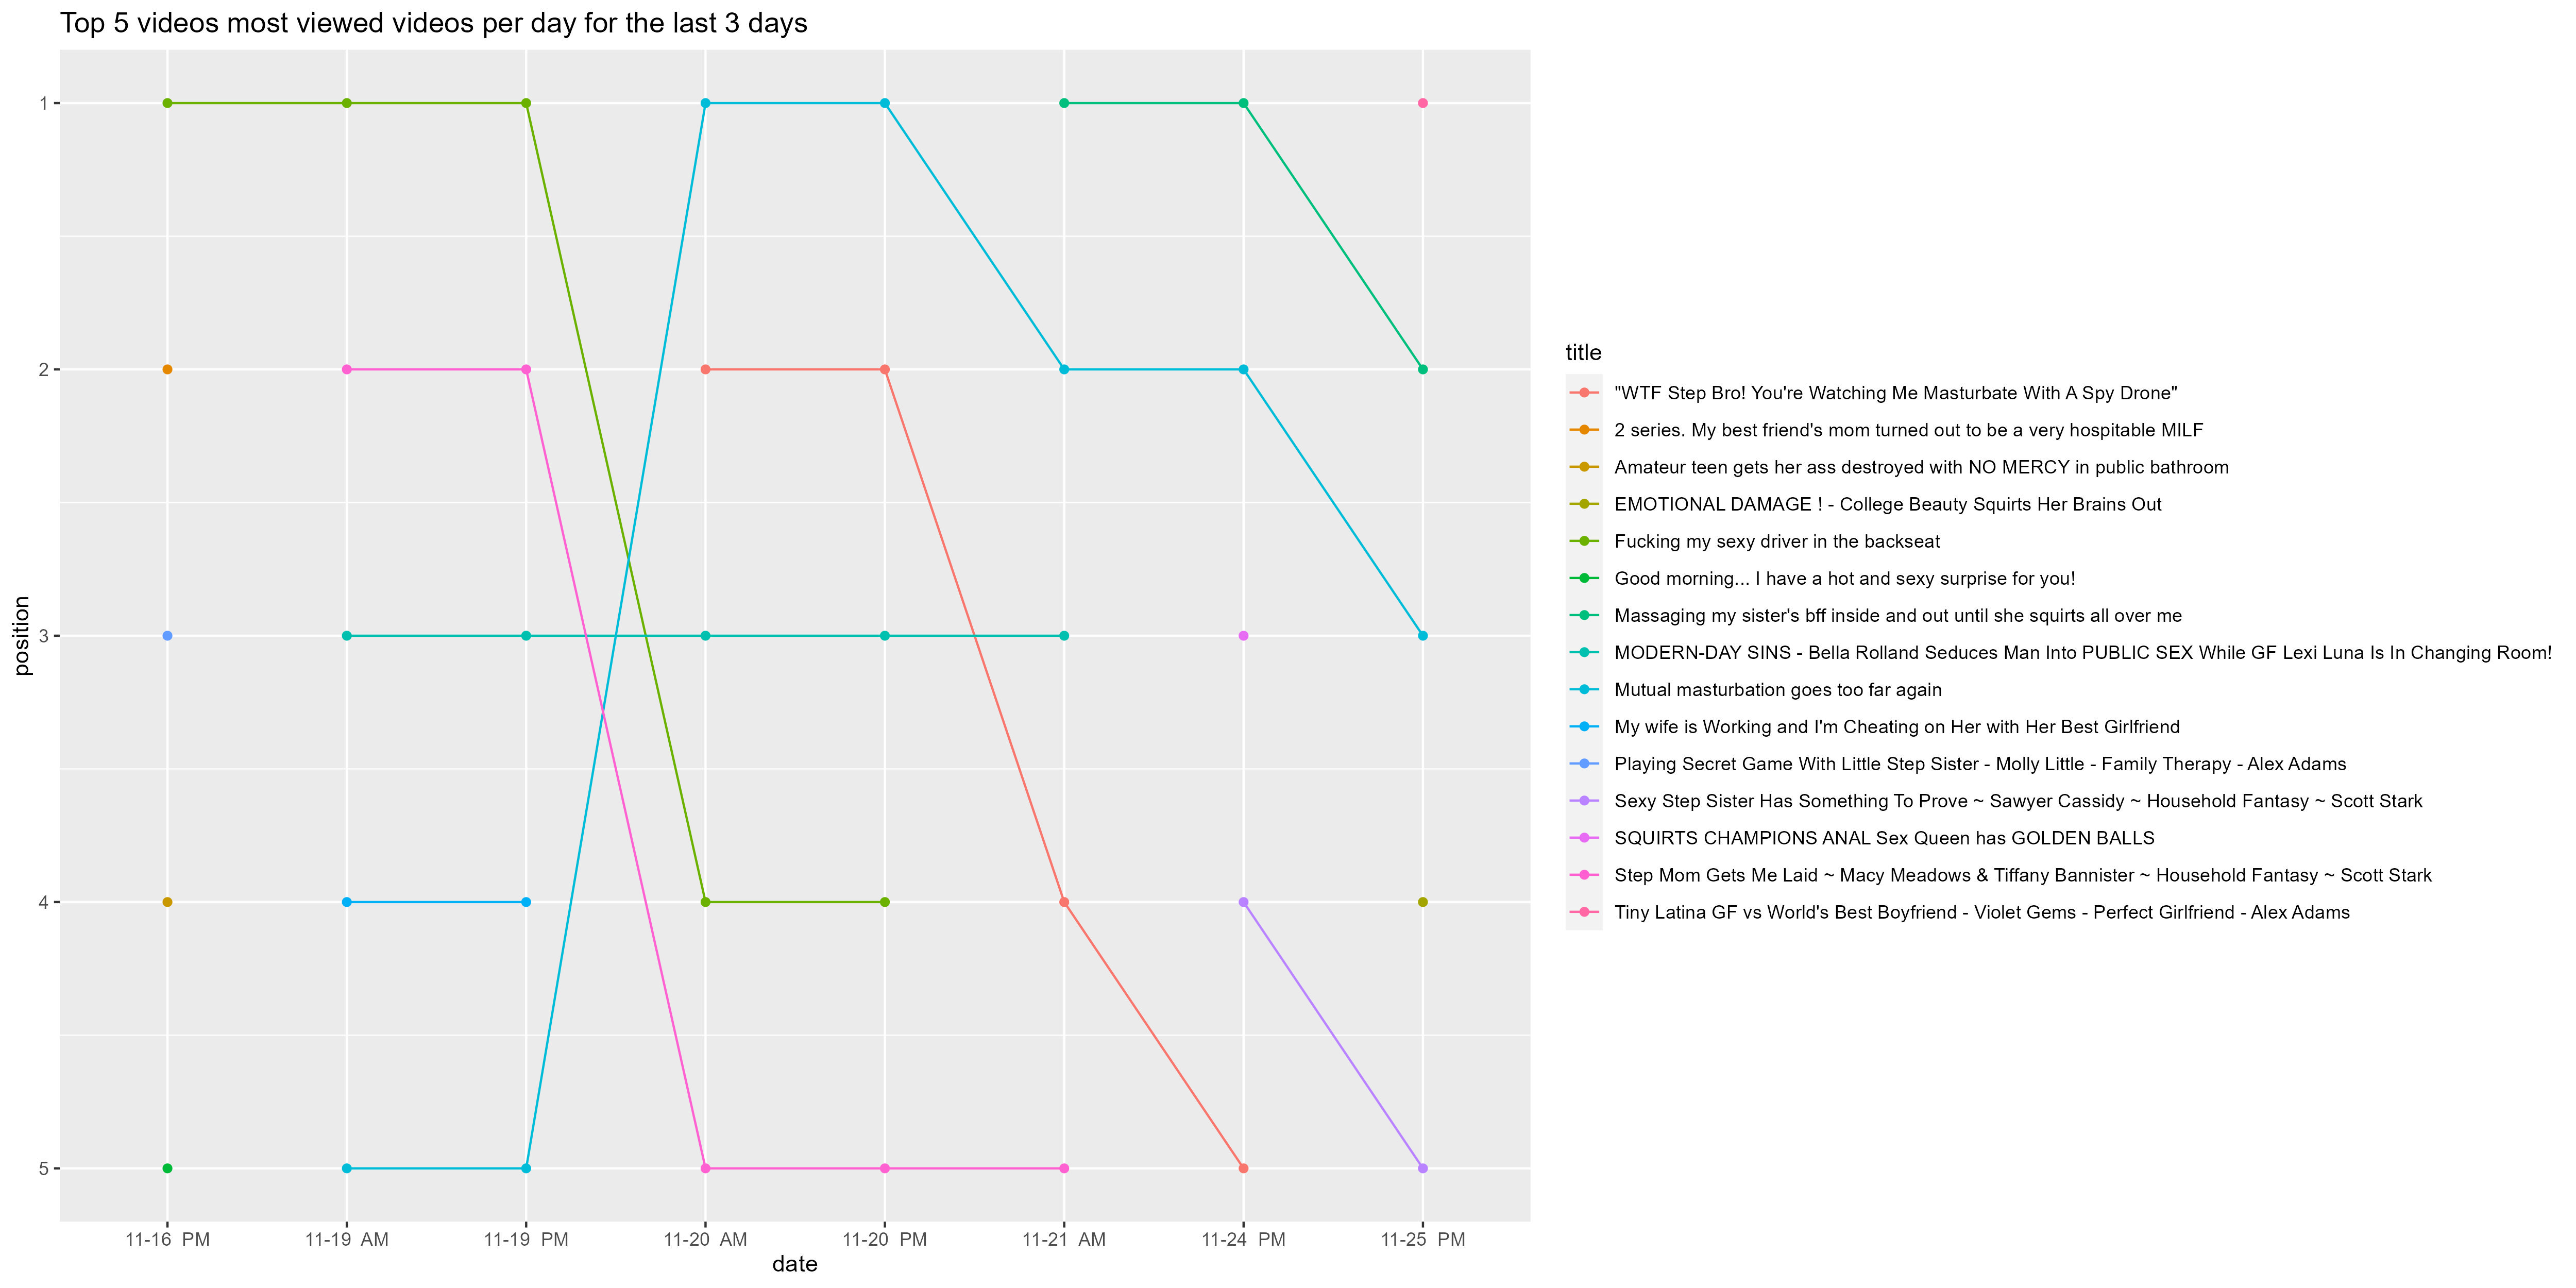 Top 5 videos most viewed videos per day for the last 3 days
position
1
2
3
4
5
11-16 PM
11-19 AM
11-19 PM
11-20 AM
11-20 PM
11-21 AM
11-24 PM
11-25 PM
date
title
"WTF Step Bro! You're Watching Me Masturbate With A Spy Drone"
2 series. My best friend's mom turned out to be a very hospitable MILF
Amateur teen gets her ass destroyed with NO MERCY in public bathroom
EMOTIONAL DAMAGE ! - College Beauty Squirts Her Brains Out
Fucking my sexy driver in the backseat
Good morning... I have a hot and sexy surprise for you!
Massaging my sister's bff inside and out until she squirts all over me
MODERN-DAY SINS - Bella Rolland Seduces Man Into PUBLIC SEX While GF Lexi Luna Is In Changing Room!
Mutual masturbation goes too far again
My wife is Working and I'm Cheating on Her with Her Best Girlfriend
Playing Secret Game With Little Step Sister - Molly Little - Family Therapy - Alex Adams
Sexy Step Sister Has Something To Prove ~ Sawyer Cassidy ~ Household Fantasy ~ Scott Stark
SQUIRTS CHAMPIONS ANAL Sex Queen has GOLDEN BALLS
Step Mom Gets Me Laid ~ Macy Meadows & Tiffany Bannister ~ Household Fantasy ~ Scott Stark
Tiny Latina GF vs World's Best Boyfriend - Violet Gems - Perfect Girlfriend - Alex Adams